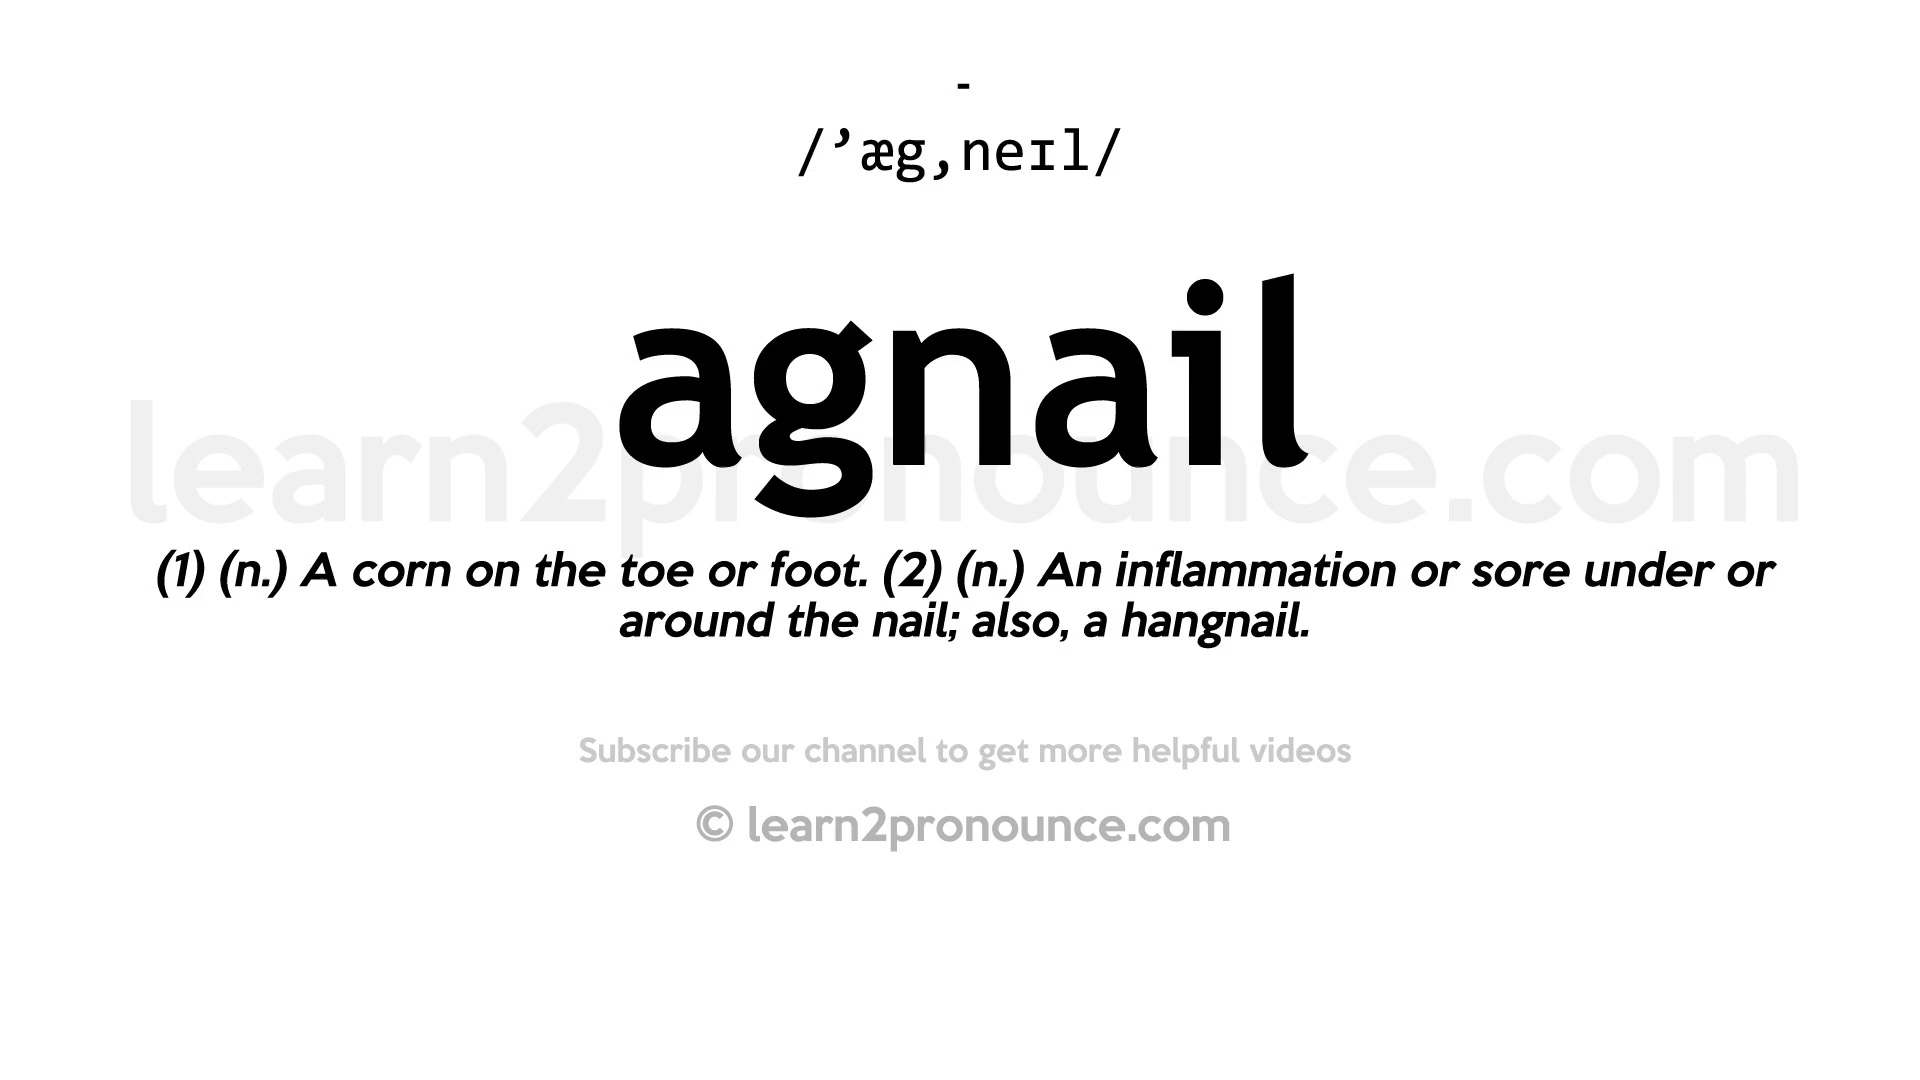 -
/’æg,neɪl/
agnail
learn2pronounce.com
(1) (n.) A corn on the toe or foot. (2) (n.) An inflammation or sore under or
around the nail; also, a hangnail.
Subscribe our channel to get more helpful videos
© learn2pronounce.com